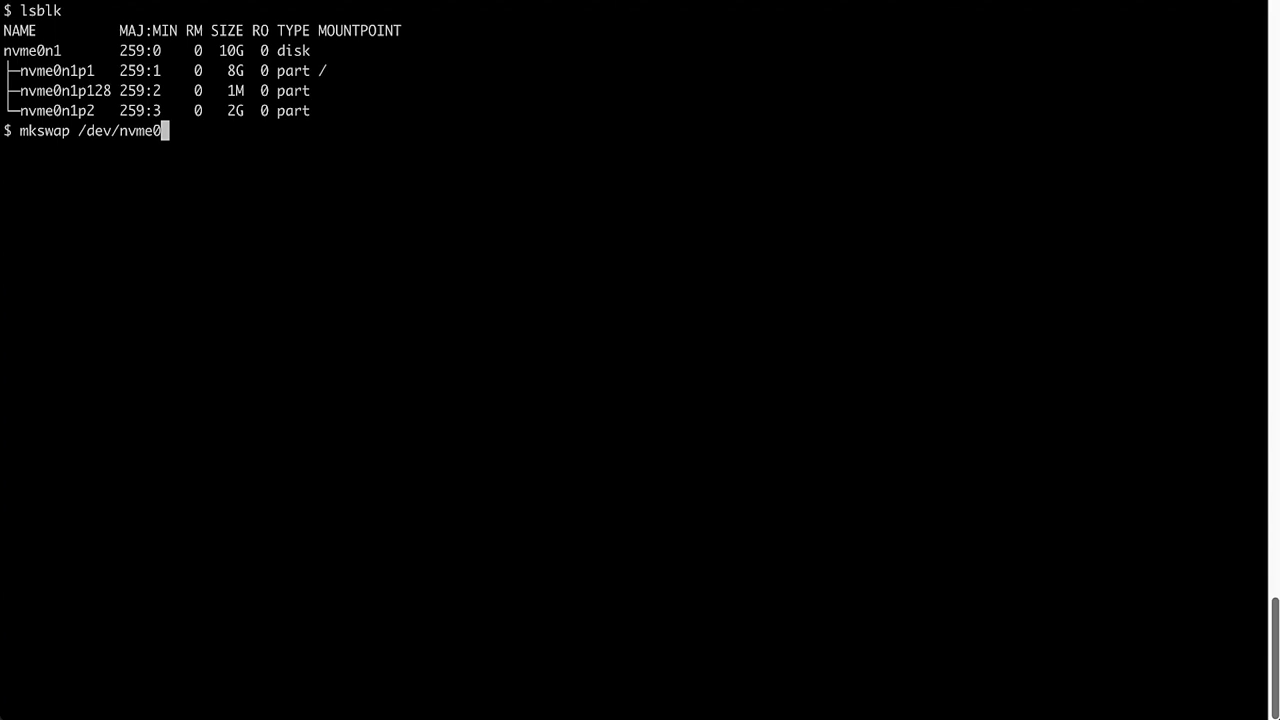 $ lsblk
NAME          MAJ:MIN RM SIZE RO TYPE MOUNTPOINT
nvme0n1       259:0    0  10G  0 disk
├─nvme0n1p1   259:1    0   8G  0 part /
├─nvme0n1p128 259:2    0   1M  0 part
└─nvme0n1p2   259:3    0   2G  0 part
$ mkswap /dev/nvme0